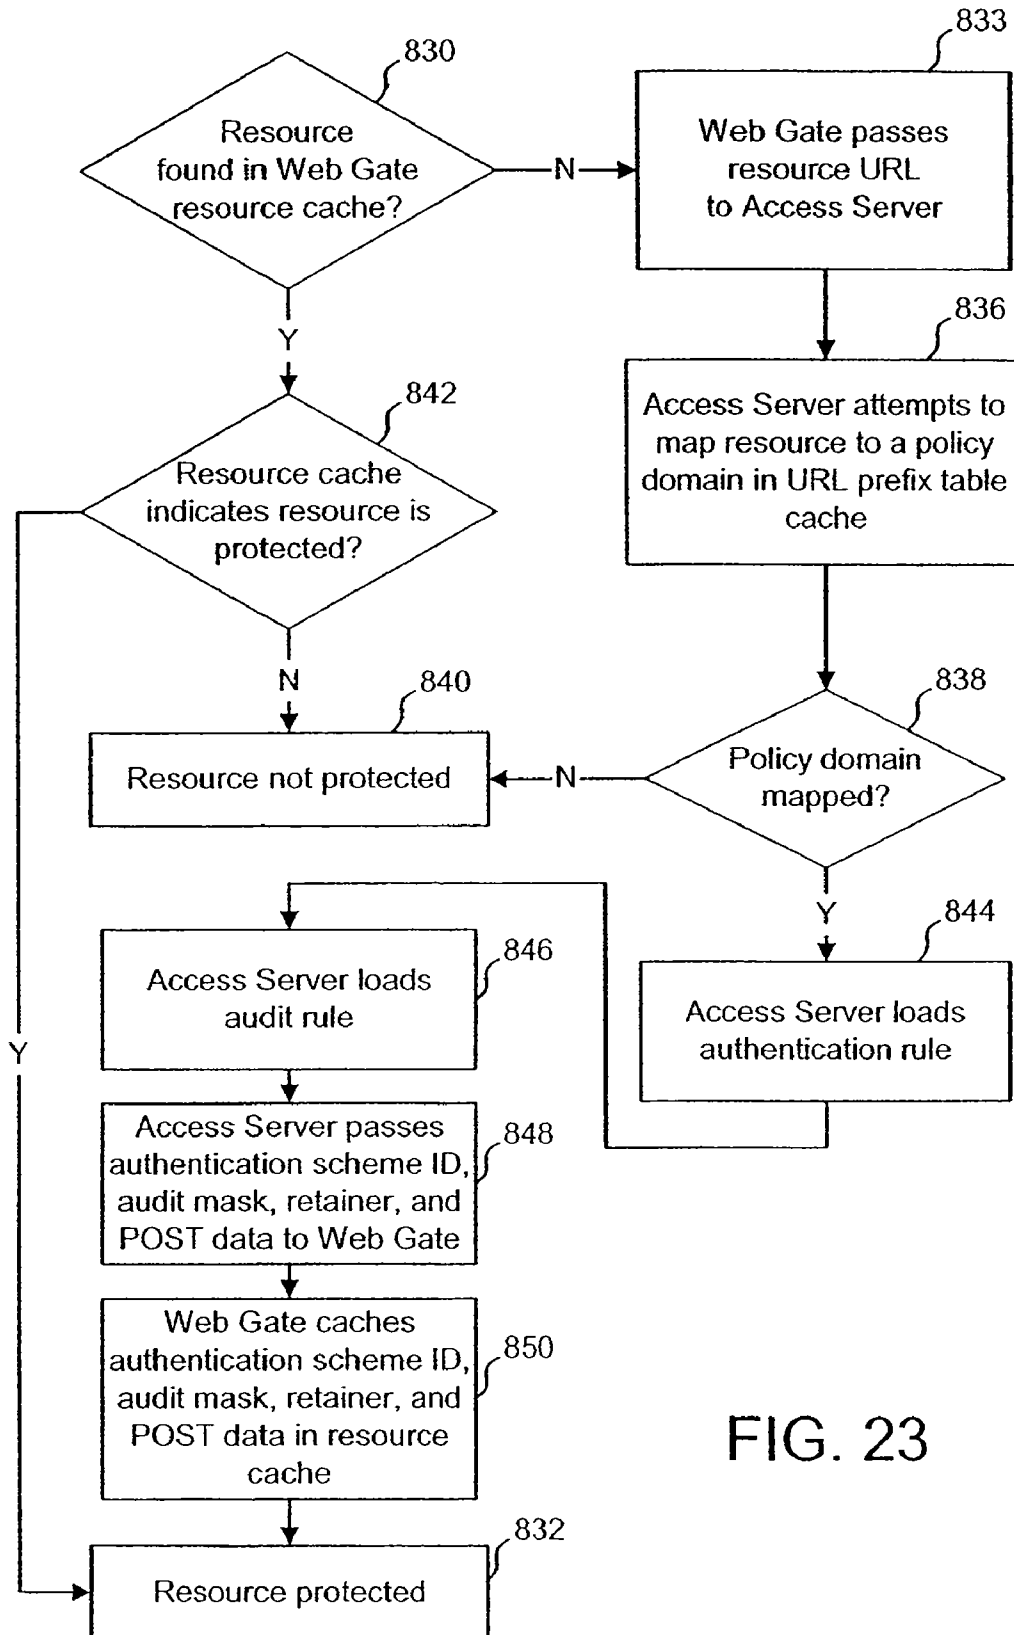 830
Resource
found in Web Gate
resource cache?
N
833
Web Gate passes
resource URL
to Access Server
Y
836
Access Server attempts to
map resource to a policy
domain in URL prefix table
cache
842
Resource cache
indicates resource is
protected?
N
840
Resource not protected
838
Policy domain
mapped?
N
Y
844
Access Server loads
authentication rule
846
Access Server loads
audit rule
Y
848
Access Server passes
authentication scheme ID,
audit mask, retainer, and
POST data to Web Gate
850
Web Gate caches
authentication scheme ID,
audit mask, retainer, and
POST data in resource
cache
832
Resource protected
FIG. 23